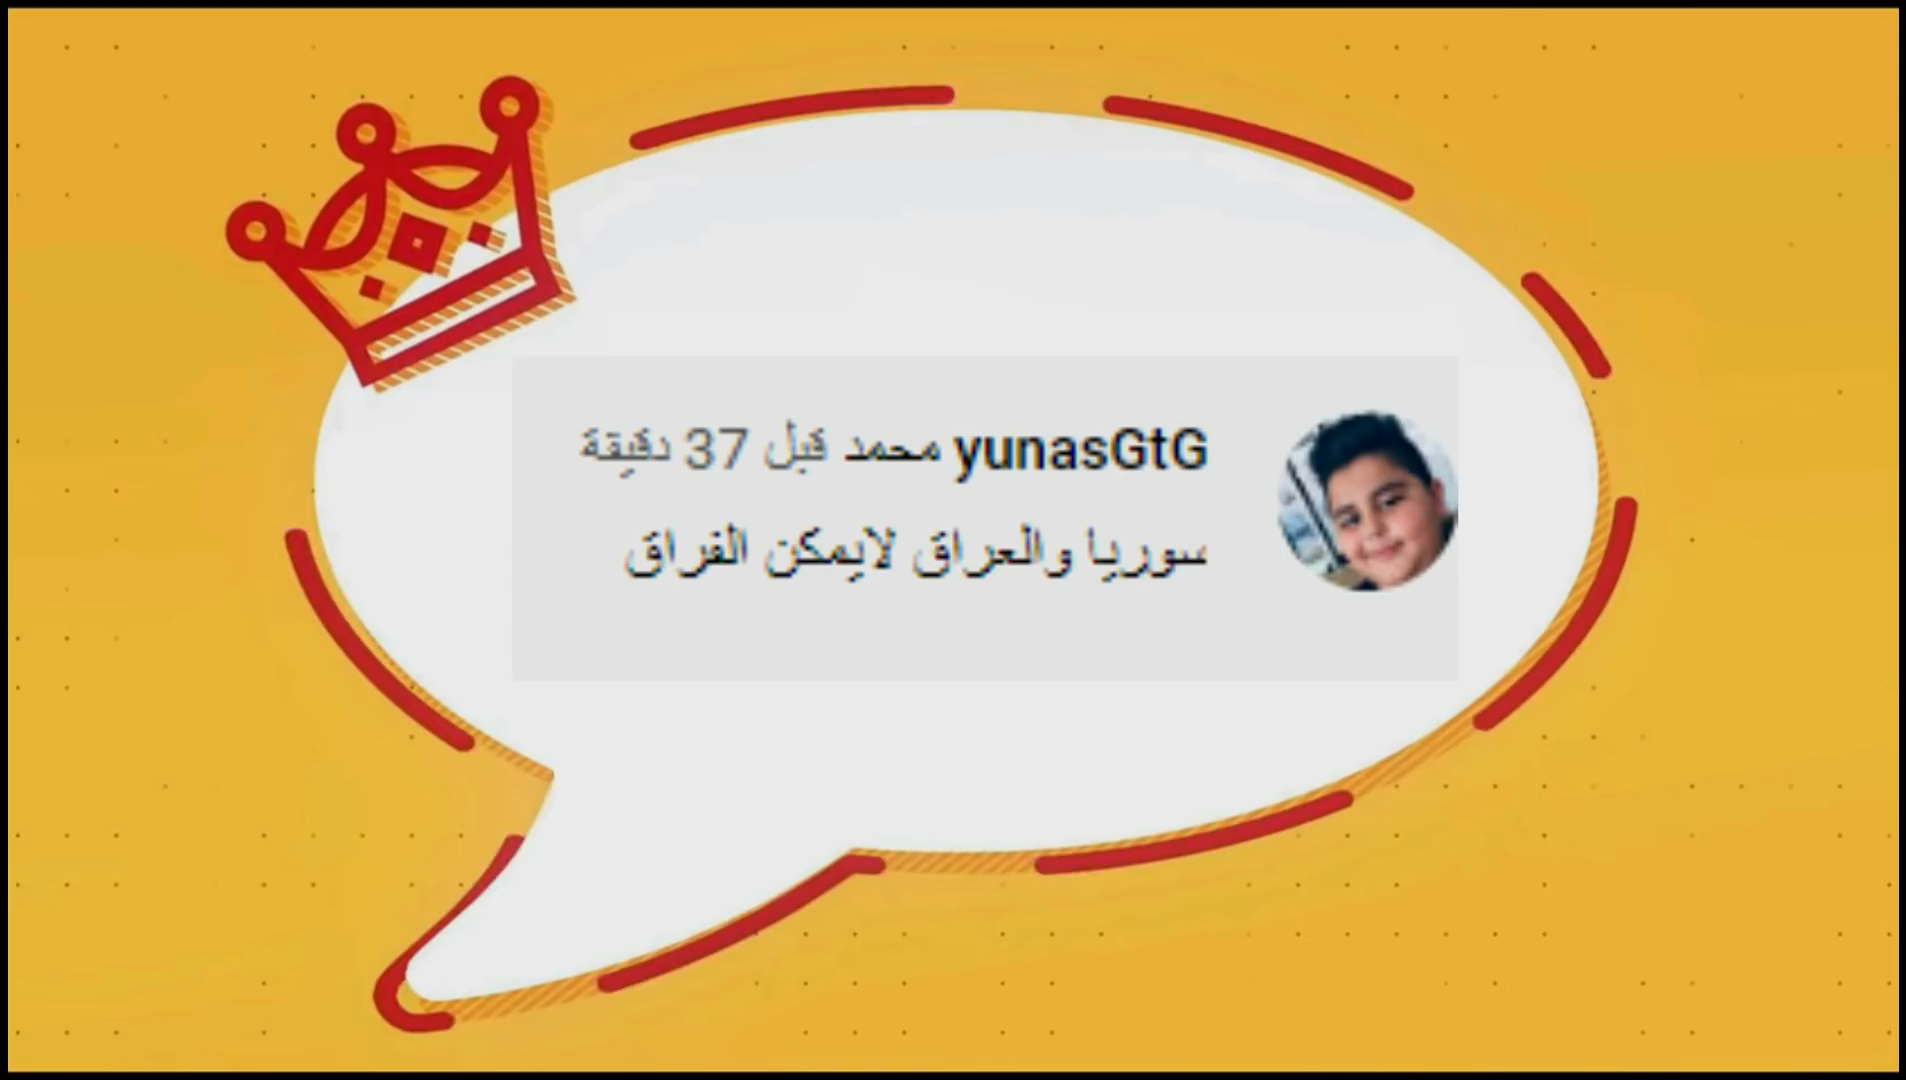 yunasGtG محمد قبل 37 دقيقة
سوريا والعراق لايمكن الفراق